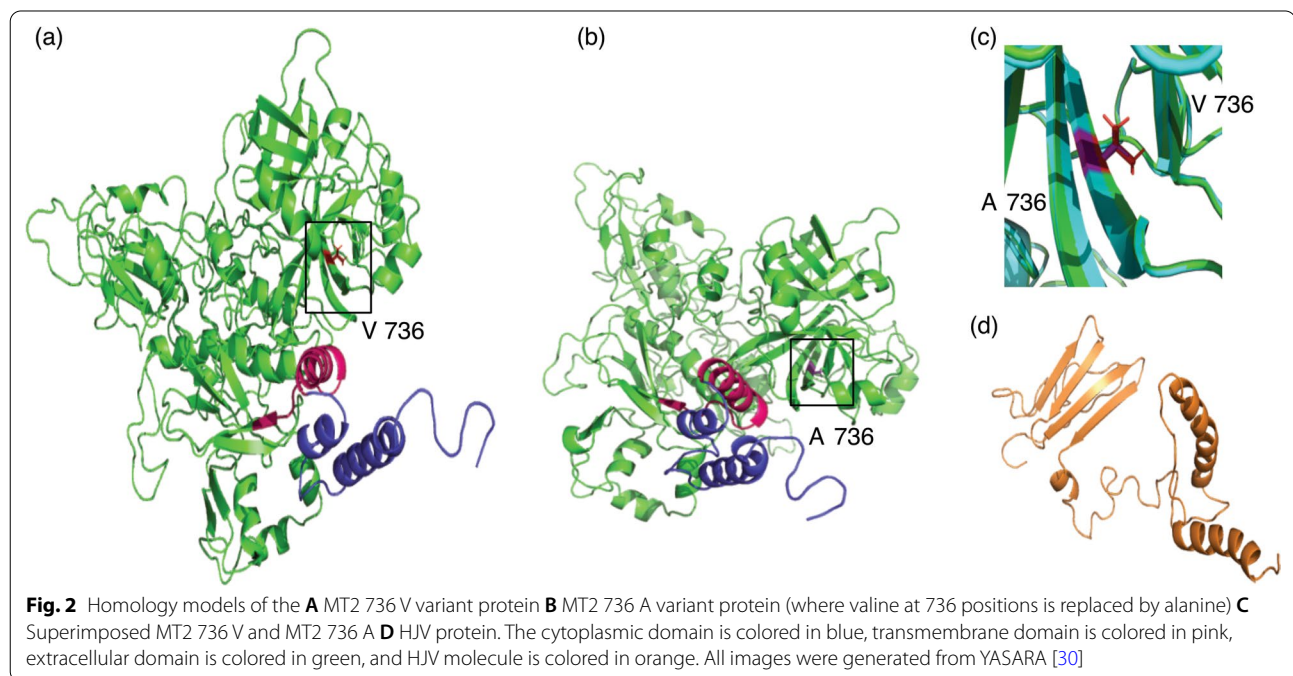 (a)
(b)
(c)
V 736
A 736
V 736
A 736
(d)
Fig. 2 Homology models of the A MT2 736 V variant protein B MT2 736 A variant protein (where valine at 736 positions is replaced by alanine) C
Superimposed MT2 736 V and MT2 736 A D HJV protein. The cytoplasmic domain is colored in blue, transmembrane domain is colored in pink,
extracellular domain is colored in green, and HJV molecule is colored in orange. All images were generated from YASARA [30]